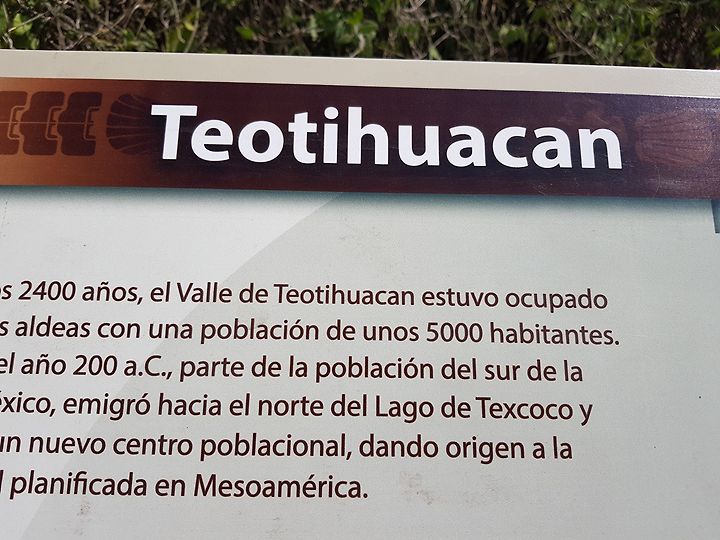 Teotihuacan
os 2400 años, el Valle de Teotihuacan estuvo ocupado
s aldeas con una población de unos 5000 habitantes.
el año 200 a.C., parte de la población del sur de la
éxico, emigró hacia el norte del Lago de Texcoco y
un nuevo centro poblacional, dando origen a la
planificada en Mesoamérica.